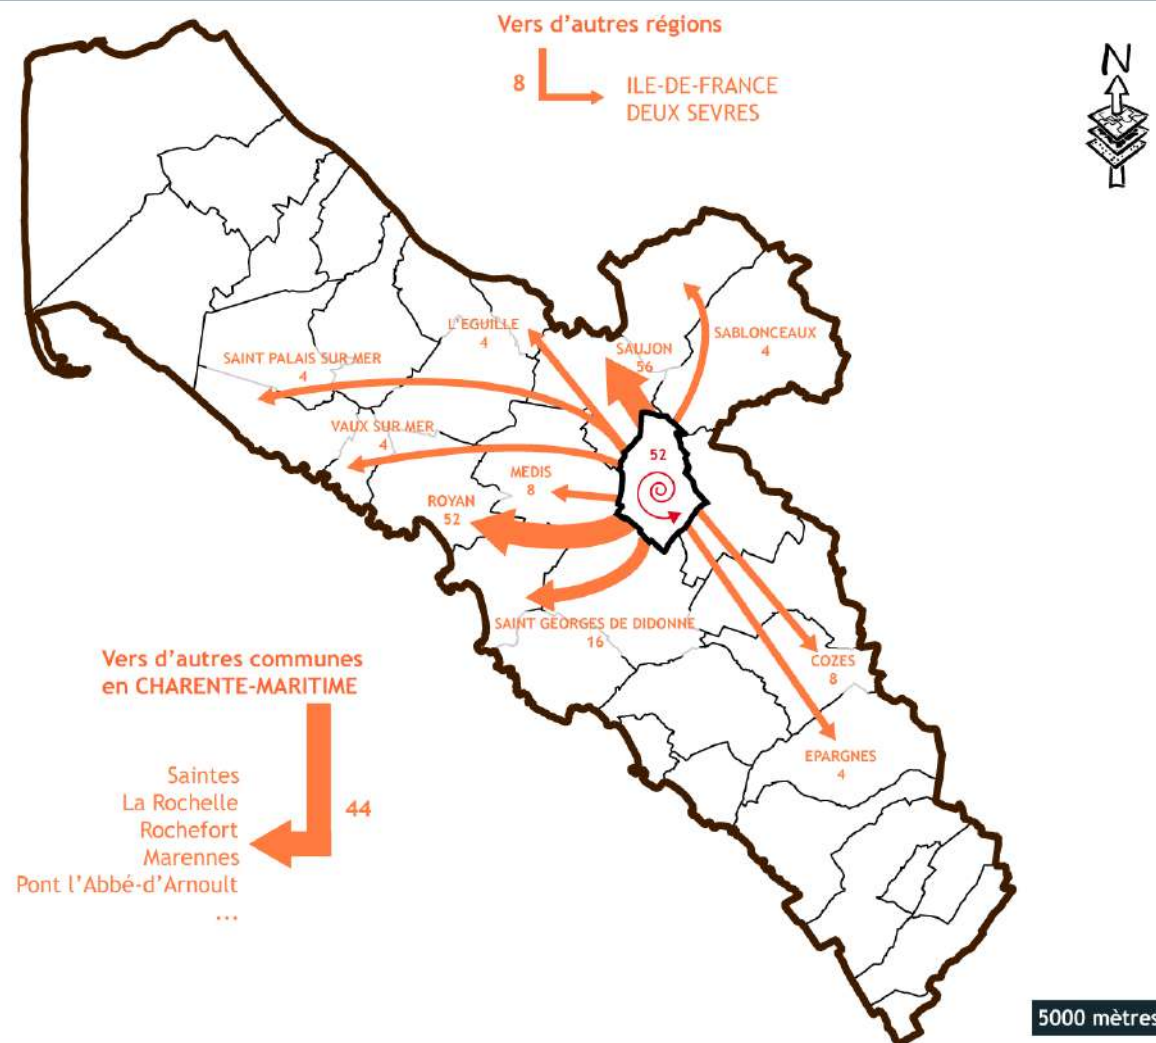 Vers d'autres régions
8
ILE-DE-FRANCE
DEUX SEVRES
N
L'EGUILLE
4
SAUJON
56
SABLONCEAUX
4
SAINT PALAIS SUR MER
4
VAUX SUR MER
4
52
MEDIS
8
ROYAN
52
SAINT GEORGES DE DIDONNE
16
COZES
8
EPARGNES
4
Vers d'autres communes
en CHARENTE-MARITIME
44
Saintes
La Rochelle
Rochefort
Marennes
Pont l'Abbé-d'Arnoult
...
5000 mètres